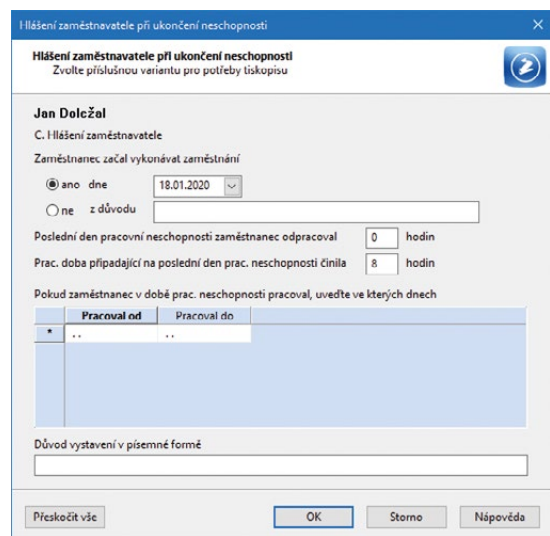 Hlášení zaměstnavatele při ukončení neschopnosti
Hlášení zaměstnavatele při ukončení neschopnosti
Zvolte příslušnou variantu pro potřeby tiskopisu
Jan Doležal
C. Hlášení zaměstnavatele
Zaměstnanec začal vykonávat zaměstnání
ano dne 18.01.2020
ne z důvodu
Poslední den pracovní neschopnosti zaměstnanec odpracoval 0 hodin
Prac. doba připadající na poslední den prac. neschopnosti činila 8 hodin
Pokud zaměstnanec v době prac. neschopnosti pracoval, uveďte ve kterých dnech
Pracoval od Pracoval do
* . . . .
Důvod vystavení v písemné formě
Přeskočit vše OK Storno Nápověda